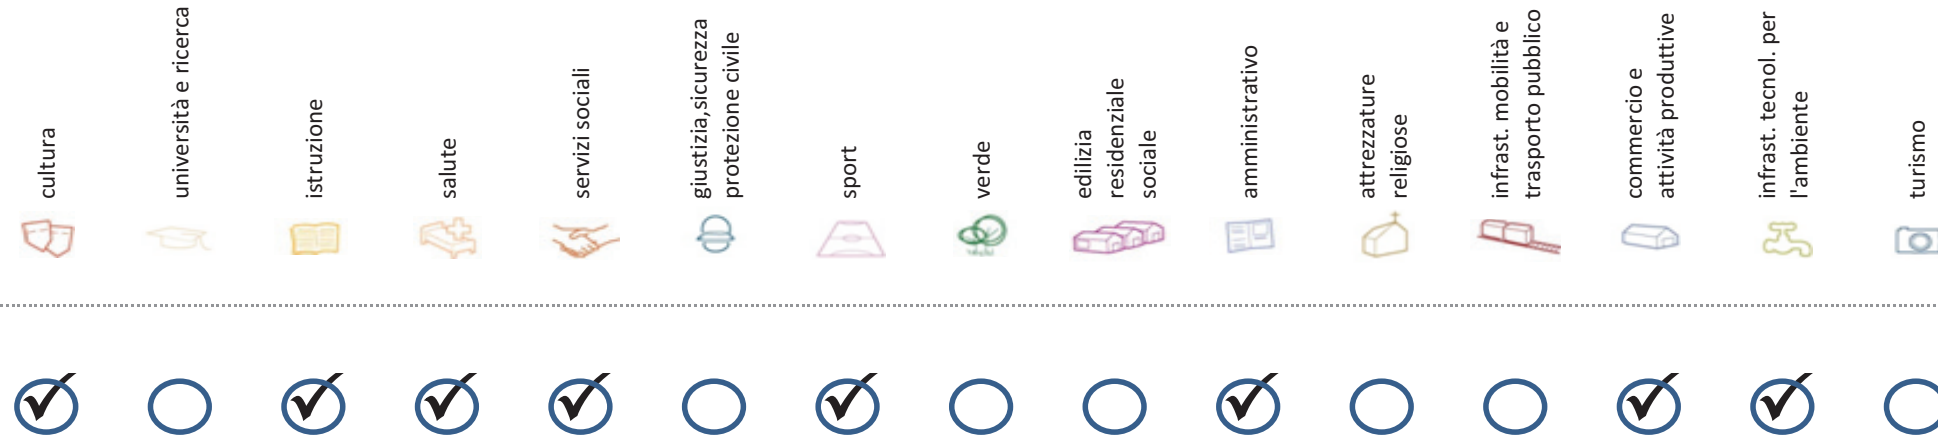 cultura
università e ricerca
istruzione
salute
servizi sociali
giustizia,sicurezza
protezione civile
sport
verde
edilizia
residenziale
sociale
amministrativo
attrezzature
religiose
infrast. mobilità e
trasporto pubblico
commercio e
attività produttive
infrast. tecnol. per
l'ambiente
turismo